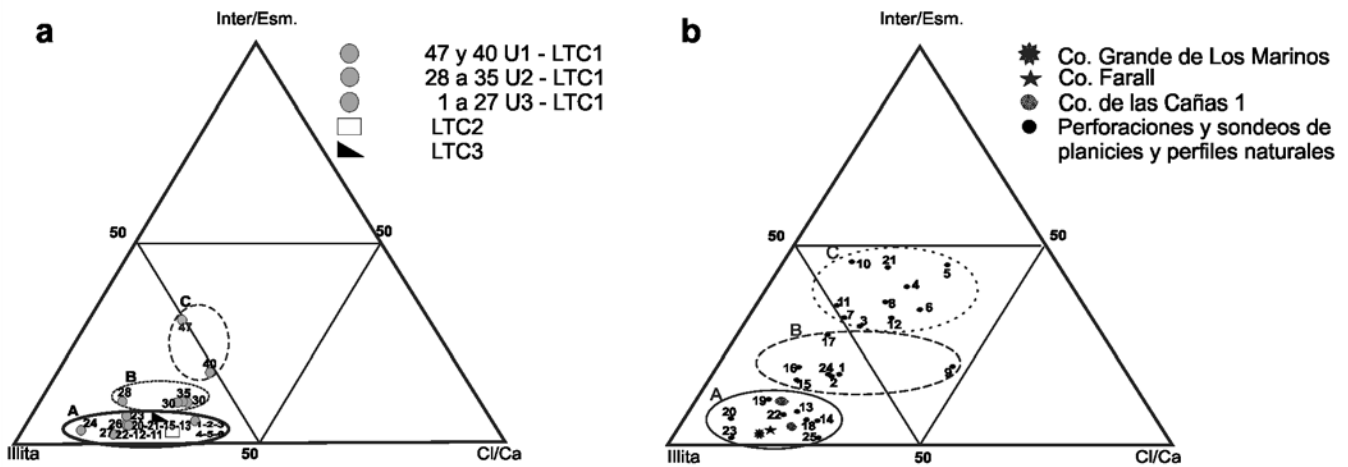 a
Inter/Esm.
47 y 40 U1 - LTC1
28 a 35 U2 - LTC1
1 a 27 U3 - LTC1
LTC2
LTC3
50
50
C
47
40
B
28
35
30
30
A
24
23
26
20-21-15-13
1-2-3
27
22-12-11
Illita
50
Cl/Ca
b
Inter/Esm.
Co. Grande de Los Marinos
Co. Farall
Co. de las Cañas 1
Perforaciones y sondeos de
planicies y perfiles naturales
50
50
C
10
21
5
4
11
8
6
7
3
12
B
17
16
24
1
9
15
2
A
19
20
22
13
14
18
23
25
Illita
50
Cl/Ca